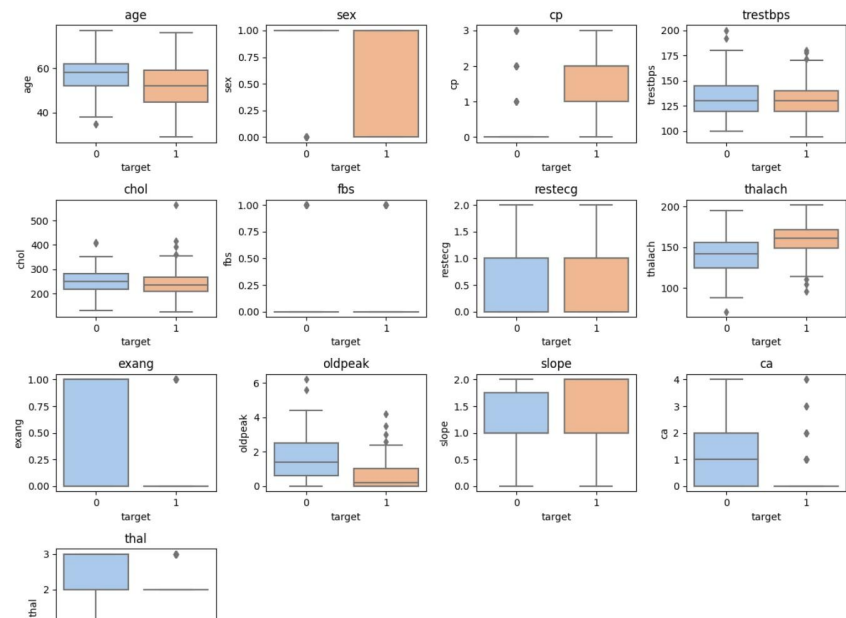 age
sex
cp
trestbps
age
60
40
0
1
target
sex
1.00
0.75
0.50
0.25
0.00
0
1
target
cp
3
2
1
0
0
1
target
trestbps
200
175
150
125
100
0
1
target
chol
fbs
restecg
thalach
chol
500
400
300
200
0
1
target
fbs
1.00
0.75
0.50
0.25
0.00
0
1
target
restecg
2.0
1.5
1.0
0.5
0.0
0
1
target
thalach
200
150
100
0
1
target
exang
oldpeak
slope
ca
exang
1.00
0.75
0.50
0.25
0.00
0
1
target
oldpeak
6
4
2
0
0
1
target
slope
2.0
1.5
1.0
0.5
0.0
0
1
target
ca
4
3
2
1
0
0
1
target
thal
thal
3
2